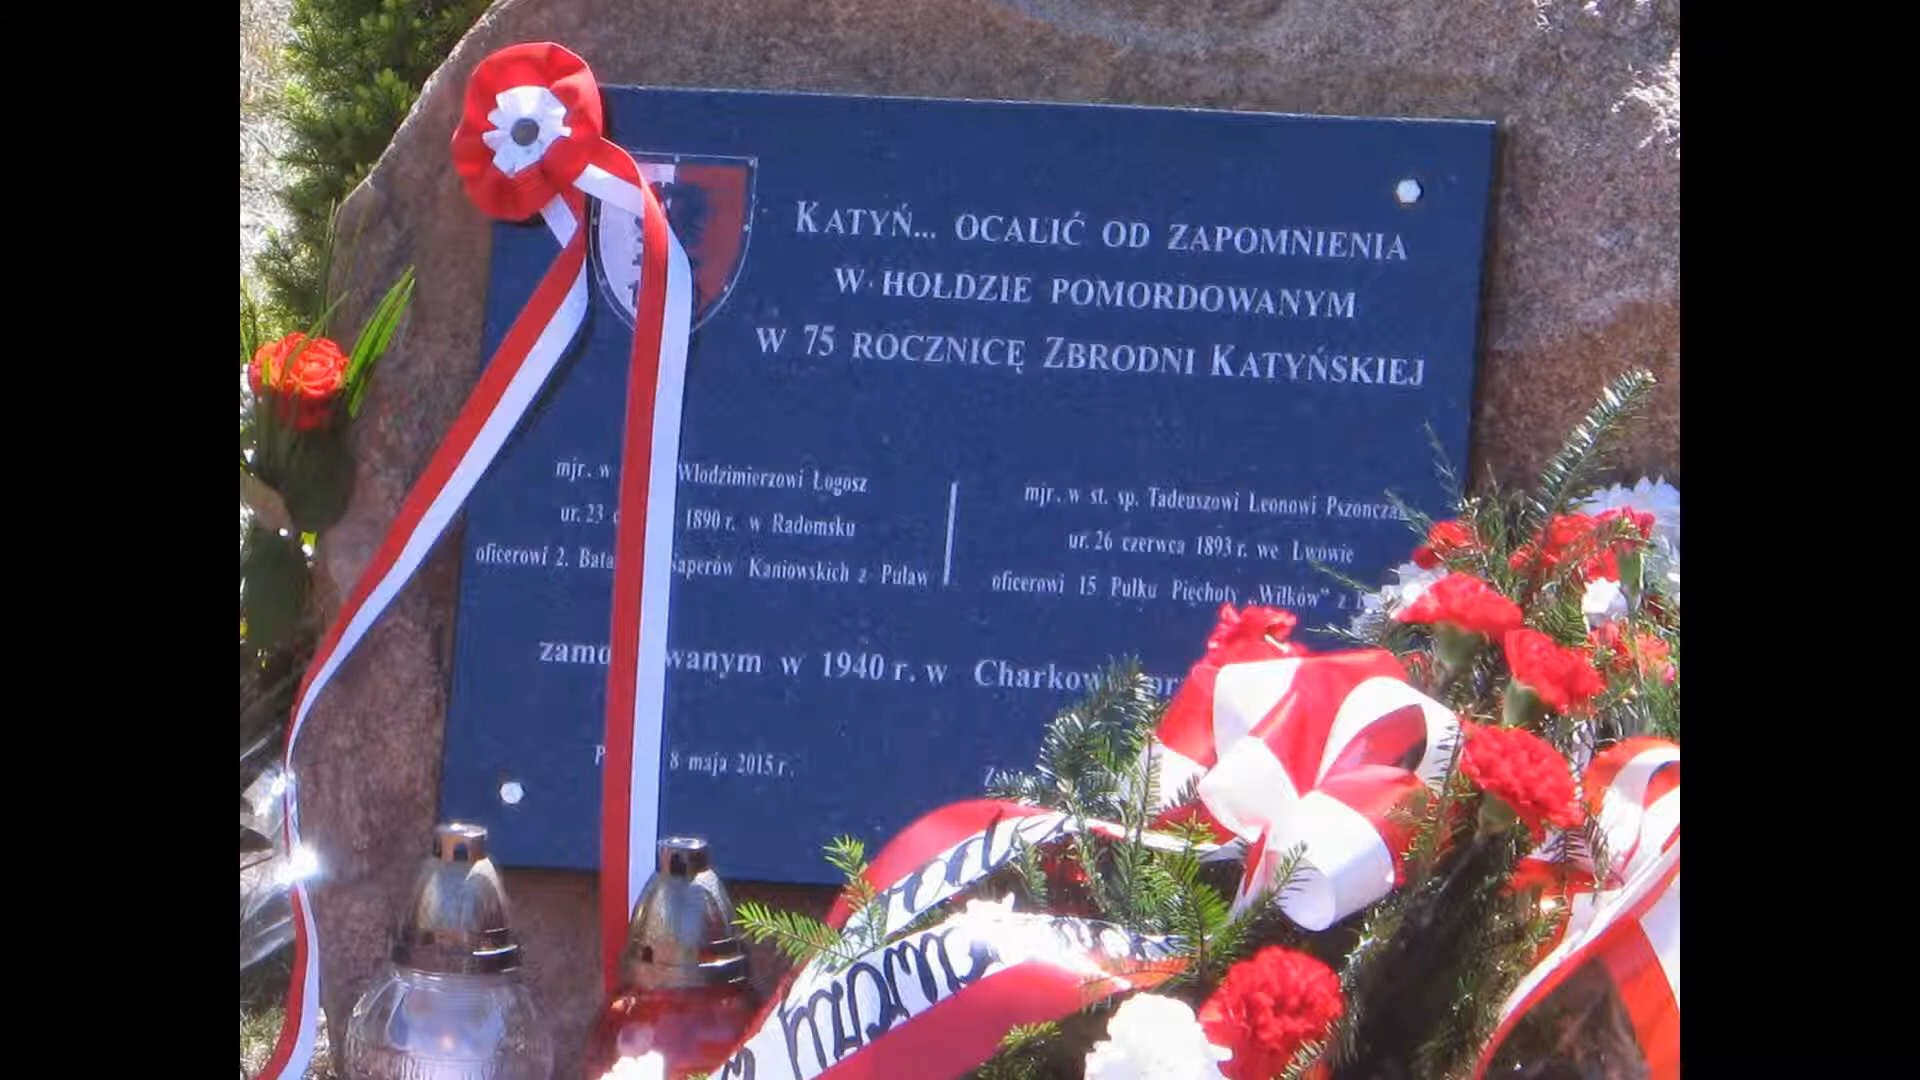 KATYŃ... OCALIĆ OD ZAPOMNIENIA
W HOŁDZIE POMORDOWANYM
W 75 ROCZNICĘ ZBRODNI KATYŃSKIEJ
mjr. w Włodzimierzowi Łogosz
ur. 23 1890 r. w Radomsku
oficerowi 2. Saperów Kaniowskich z Puław
mjr. w st. sp. Tadeuszowi Leonowi
ur. 26 czerwca 1893 r. we Lwowie
oficerowi 15 Pułku Piechoty „Wilków” z
w 1940 r. w
8 maja 2015 r.